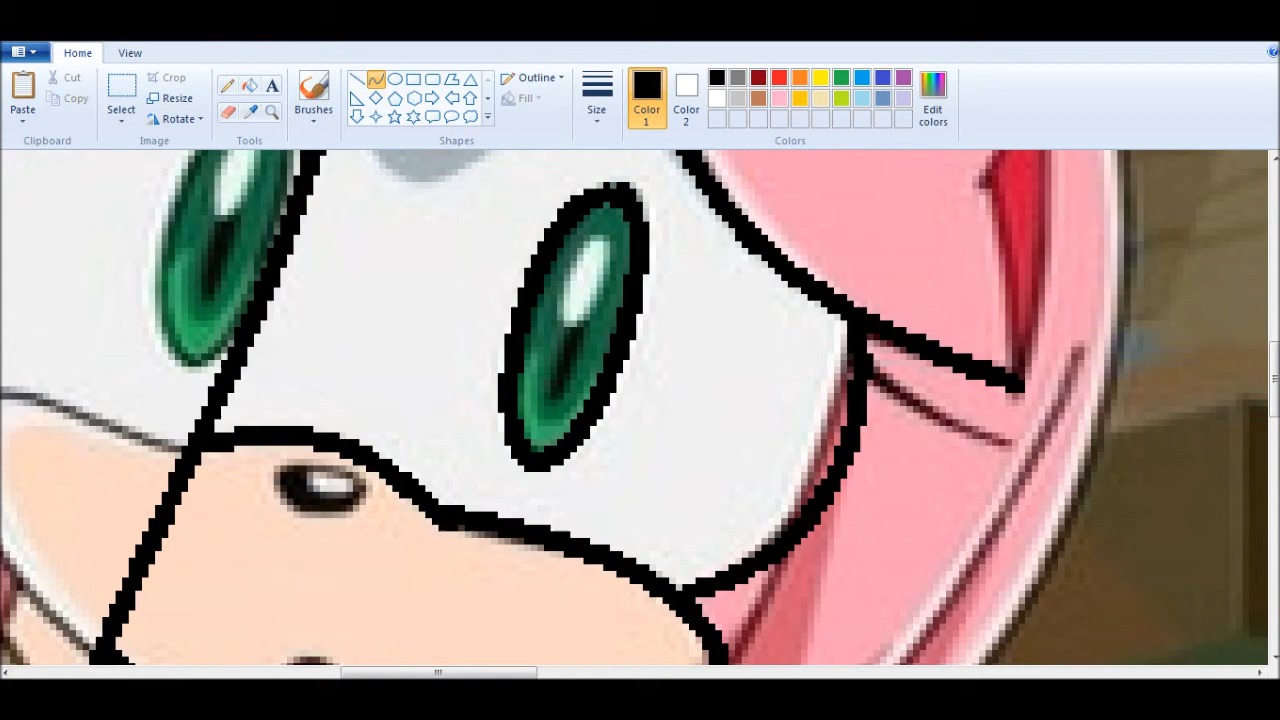 Home View
Cut
Copy
Paste
Clipboard
Select
Crop
Resize
Rotate
Image
A
Tools
Brushes
Outline
Fill
Shapes
Size
Color
1
Color
2
Edit
colors
Colors
?